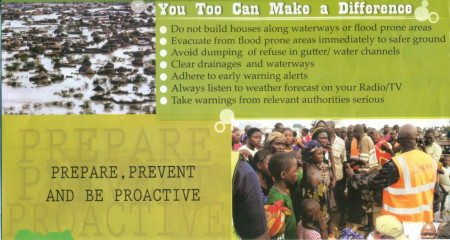 You Too Can Make a Difference
Do not build houses along waterways or flood prone areas
Evacuate from flood prone areas immediately to safer ground
Avoid dumping of refuse in gutter/ water channels
Clear drainages and waterways
Adhere to early warning alerts
Always listen to weather forecast on your Radio/TV
Take warnings from relevant authorities serious
PREPARE
PREPARE, PREVENT
AND BE PROACTIVE
PROACTIVE